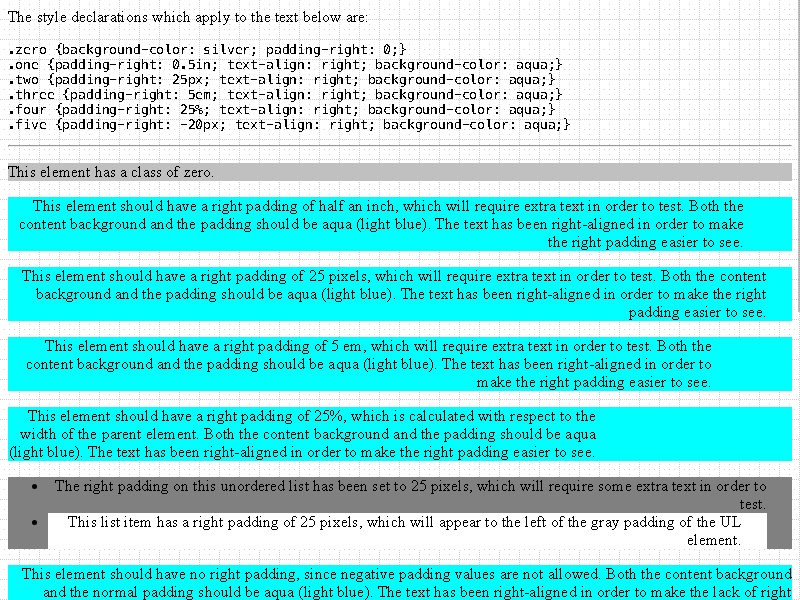 The style declarations which apply to the text below are:
.zero {background-color: silver; padding-right: 0;}
.one {padding-right: 0.5in; text-align: right; background-color: aqua;}
.two {padding-right: 25px; text-align: right; background-color: aqua;}
.three {padding-right: 5em; text-align: right; background-color: aqua;}
.four {padding-right: 25%; text-align: right; background-color: aqua;}
.five {padding-right: -20px; text-align: right; background-color: aqua;}
This element has a class of zero.
This element should have a right padding of half an inch, which will require extra text in order to test. Both the
content background and the padding should be aqua (light blue). The text has been right-aligned in order to make
the right padding easier to see.
This element should have a right padding of 25 pixels, which will require extra text in order to test. Both the content
background and the padding should be aqua (light blue). The text has been right-aligned in order to make the right
padding easier to see.
This element should have a right padding of 5 em, which will require extra text in order to test. Both the
content background and the padding should be aqua (light blue). The text has been right-aligned in order to
make the right padding easier to see.
This element should have a right padding of 25%, which is calculated with respect to the
width of the parent element. Both the content background and the padding should be aqua
(light blue). The text has been right-aligned in order to make the right padding easier to see.
• The right padding on this unordered list has been set to 25 pixels, which will require some extra text in order to
test.
• This list item has a right padding of 25 pixels, which will appear to the left of the gray padding of the UL
element.
This element should have no right padding, since negative padding values are not allowed. Both the content background
and the normal padding should be aqua (light blue). The text has been right-aligned in order to make the lack of right